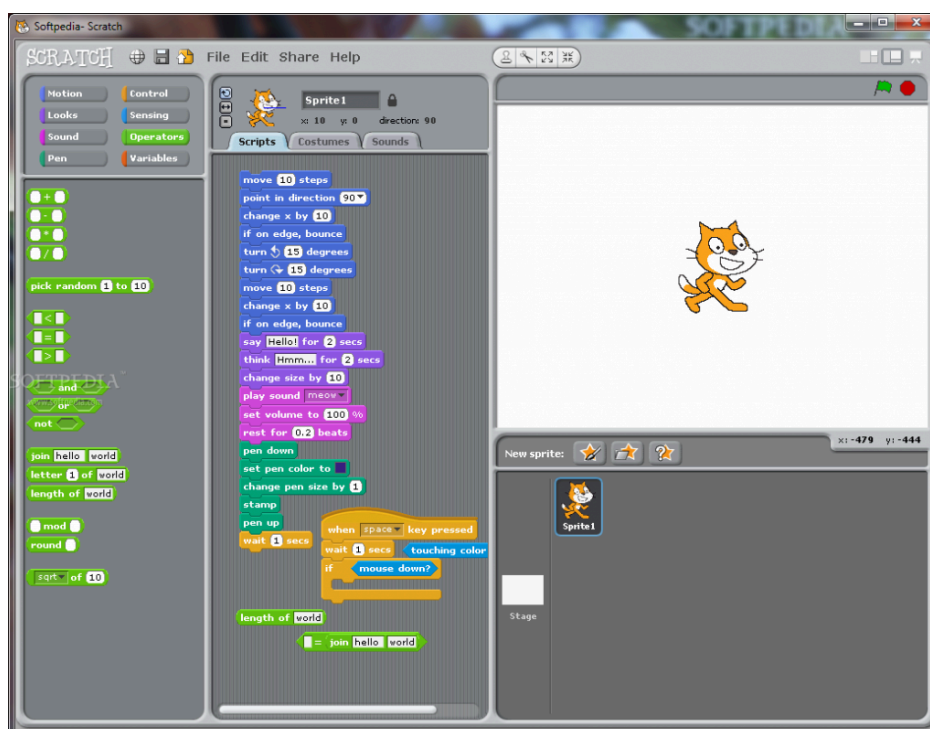 Softpedia- Scratch
SOFTPEDIA
SCRATCH File Edit Share Help
Motion Control
Looks Sensing
Sound Operators
Pen Variables
+
-
*
/
pick random 1 to 10
<
=
>
SOFTPEDIA
and
or
not
join hello world
letter 1 of world
length of world
mod
round
sqrt of 10
Sprite1
x: 10 y: 0 direction: 90
Scripts Costumes Sounds
move 10 steps
point in direction 90
change x by 10
if on edge, bounce
turn 15 degrees
turn 15 degrees
move 10 steps
change x by 10
if on edge, bounce
say Hello! for 2 secs
think Hmm... for 2 secs
change size by 10
play sound meow
set volume to 100 %
rest for 0.2 beats
pen down
set pen color to
change pen size by 1
stamp
pen up
wait 1 secs
when space key pressed
wait 1 secs touching color
if mouse down?
length of world
= join hello world
x: -479 y: -444
New sprite:
Sprite1
Stage